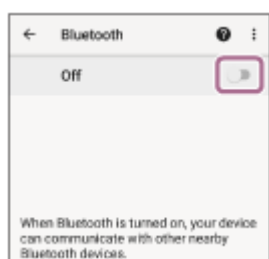 Bluetooth
Off
When Bluetooth is turned on, your device
can communicate with other nearby
Bluetooth devices.